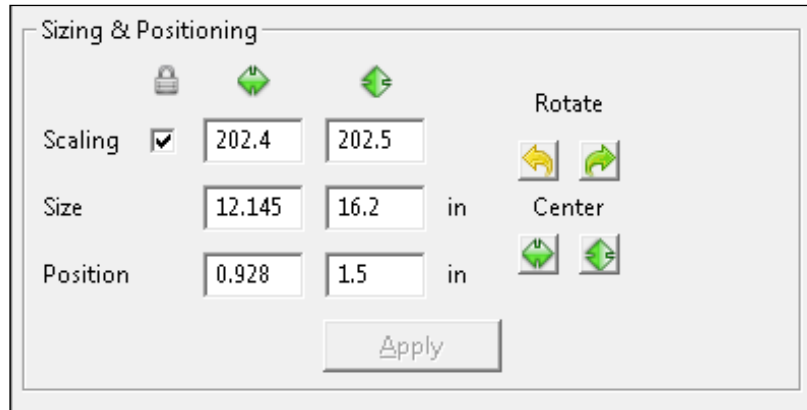 Sizing & Positioning
Rotate
Scaling 202.4 202.5
Size 12.145 16.2 in Center
Position 0.928 1.5 in
Apply